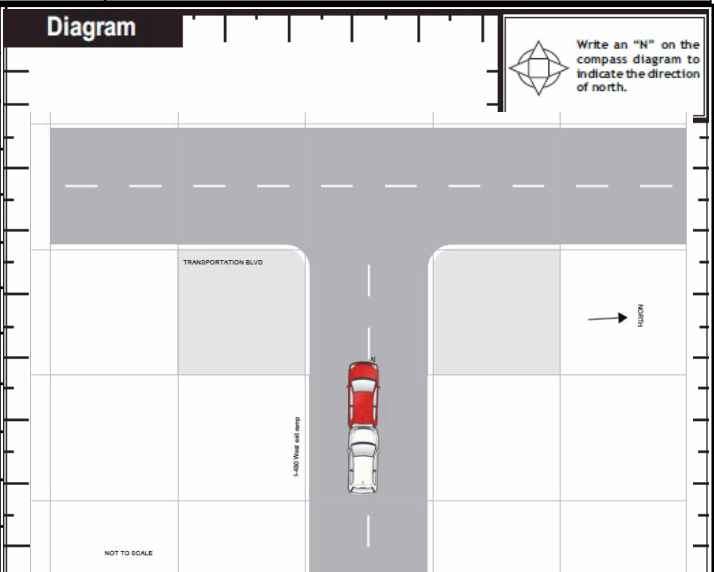 Diagram
Write an “N” on the
compass diagram to
indicate the direction
of north.
TRANSPORTATION BLVD
NORTH
I-480 West exit ramp
NOT TO SCALE